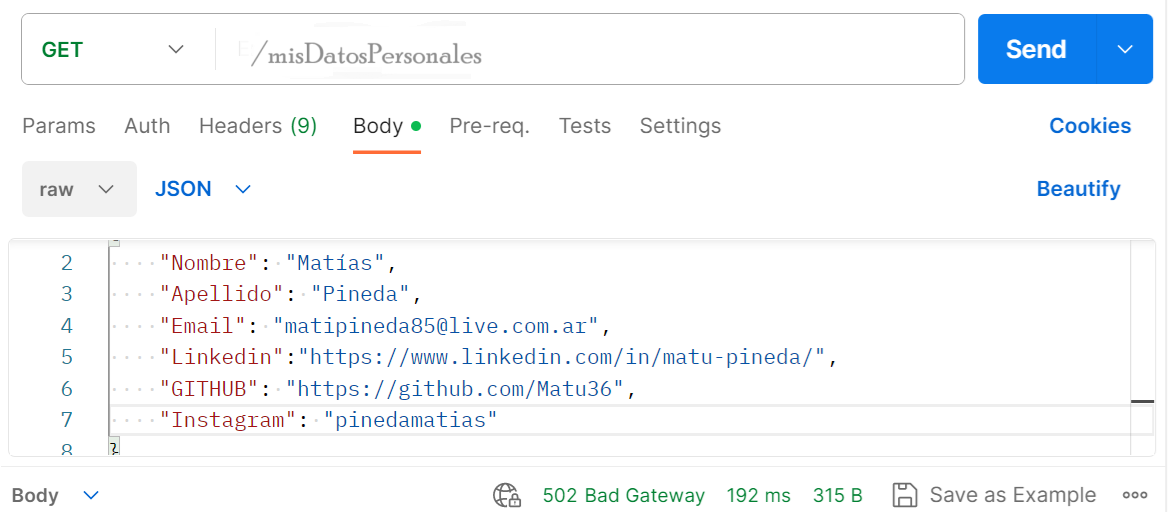 GET /misDatosPersonales Send
Params Auth Headers (9) Body Pre-req. Tests Settings Cookies
raw JSON Beautify
2 "Nombre": "Matías",
3 "Apellido": "Pineda",
4 "Email": "matipineda85@live.com.ar",
5 "Linkedin":"https://www.linkedin.com/in/matu-pineda/",
6 "GITHUB": "https://github.com/Matu36",
7 "Instagram": "pinedamatias"
8 }
Body 502 Bad Gateway 192 ms 315 B Save as Example